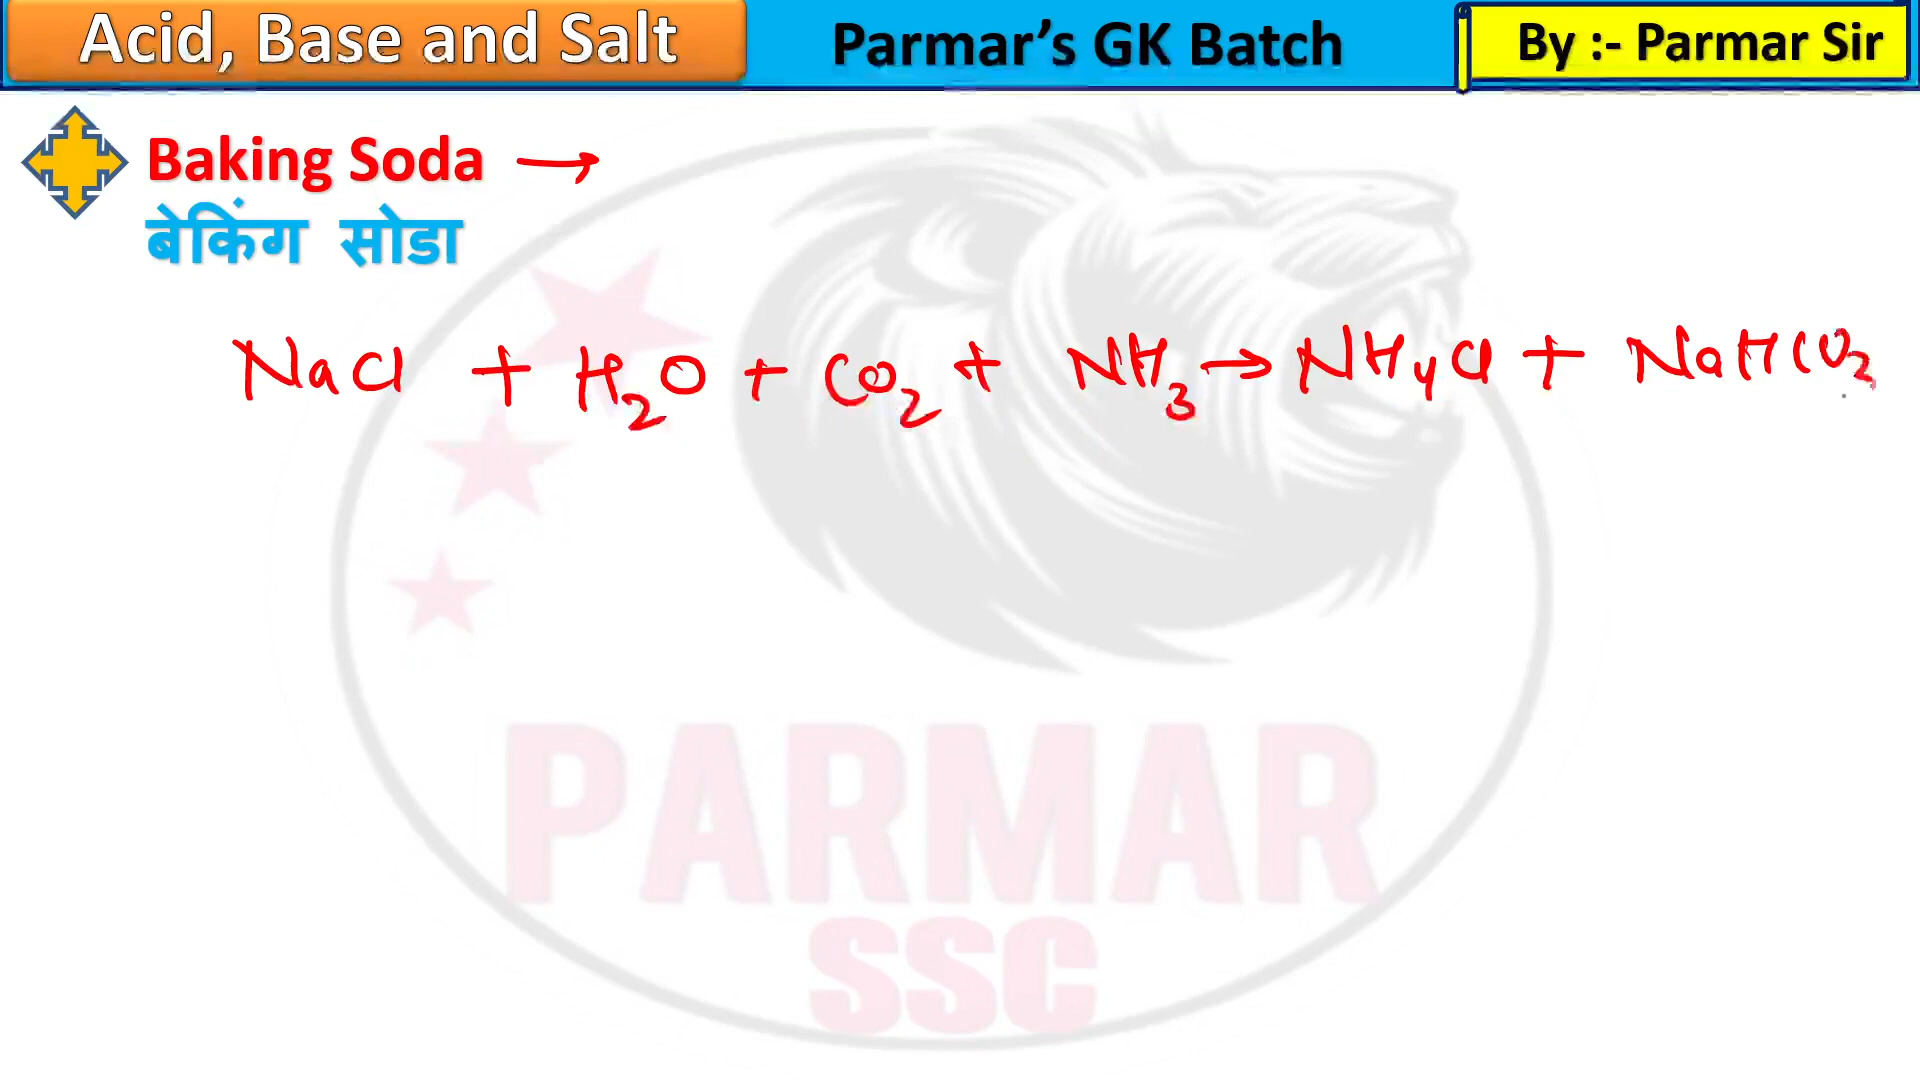 Acid, Base and Salt
Parmar’s GK Batch
By :- Parmar Sir
Baking Soda →
बेकिंग सोडा
NaCl + H₂O + CO₂ + NH₃ → NH₄Cl + NaHCO₂
PARMAR
SSC